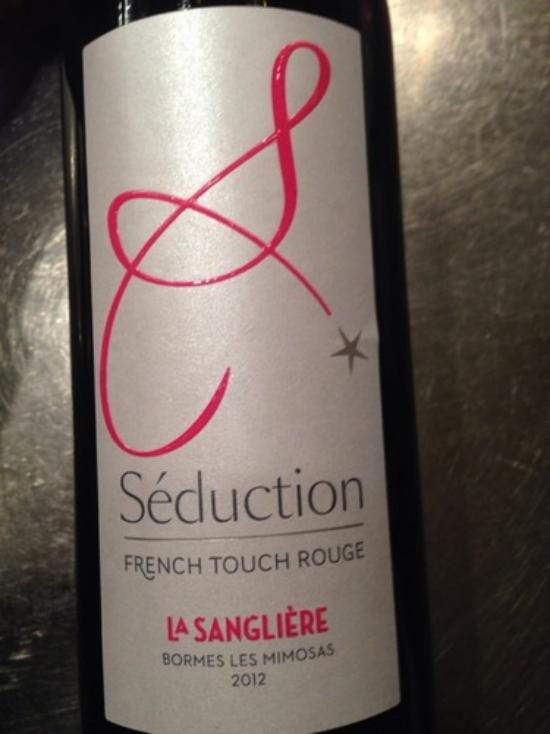 Séduction
FRENCH TOUCH ROUGE
LA SANGLIÈRE
BORMES LES MIMOSAS
2012